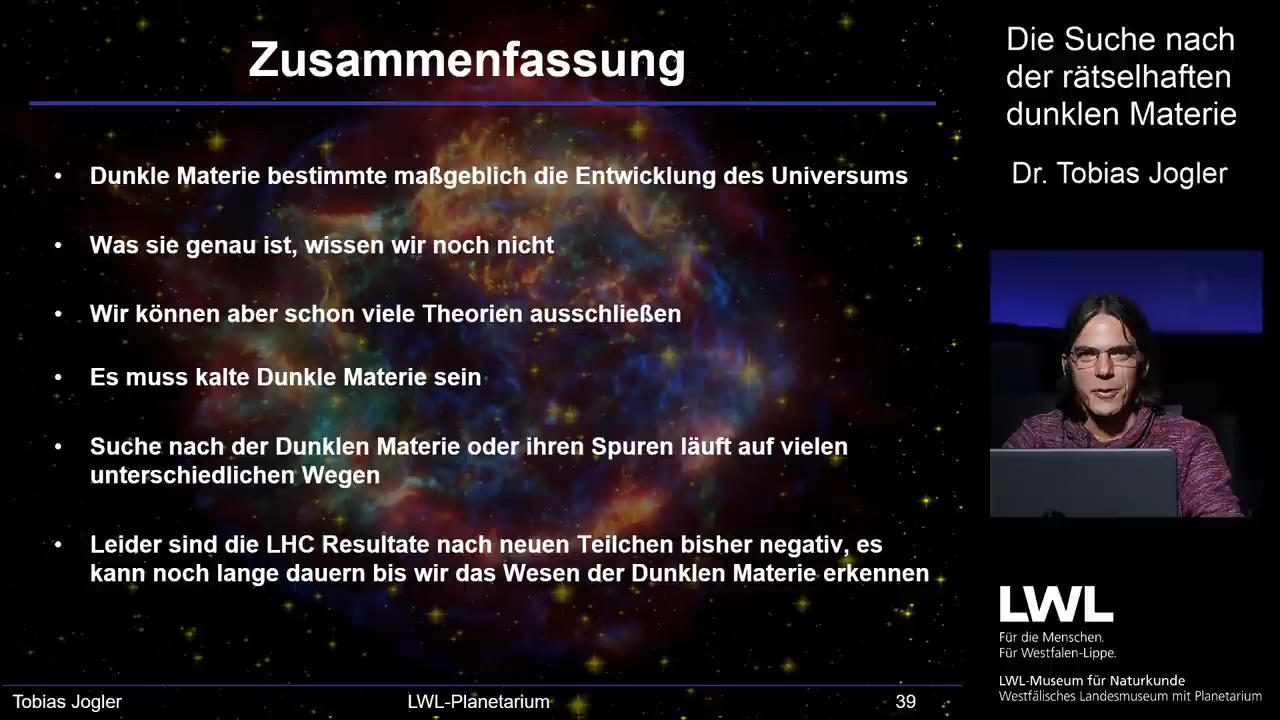 Zusammenfassung
• Dunkle Materie bestimmte maßgeblich die Entwicklung des Universums
• Was sie genau ist, wissen wir noch nicht
• Wir können aber schon viele Theorien ausschließen
• Es muss kalte Dunkle Materie sein
• Suche nach der Dunklen Materie oder ihren Spuren läuft auf vielen
unterschiedlichen Wegen
• Leider sind die LHC Resultate nach neuen Teilchen bisher negativ, es
kann noch lange dauern bis wir das Wesen der Dunklen Materie erkennen
Tobias Jogler
LWL-Planetarium
39
Die Suche nach
der rätselhaften
dunklen Materie
Dr. Tobias Jogler
LWL
Für die Menschen.
Für Westfalen-Lippe.
LWL-Museum für Naturkunde
Westfälisches Landesmuseum mit Planetarium